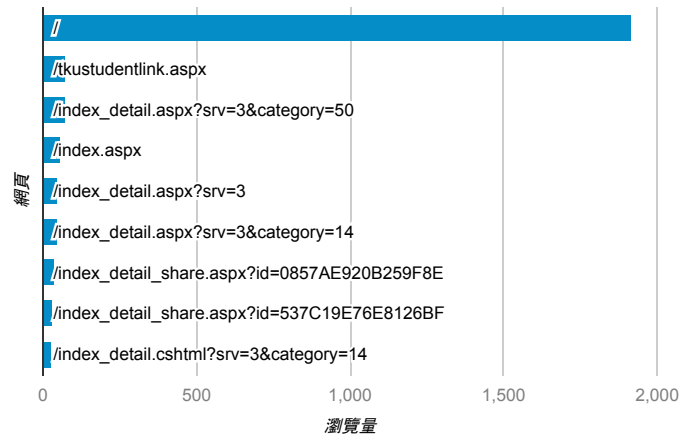 /
/tkustudentlink.aspx
/index_detail.aspx?srv=3&category=50
/index.aspx
/index_detail.aspx?srv=3
/index_detail.aspx?srv=3&category=14
/index_detail_share.aspx?id=0857AE920B259F8E
/index_detail_share.aspx?id=537C19E76E8126BF
/index_detail.cshtml?srv=3&category=14
網頁
0 500 1,000 1,500 2,000
瀏覽量